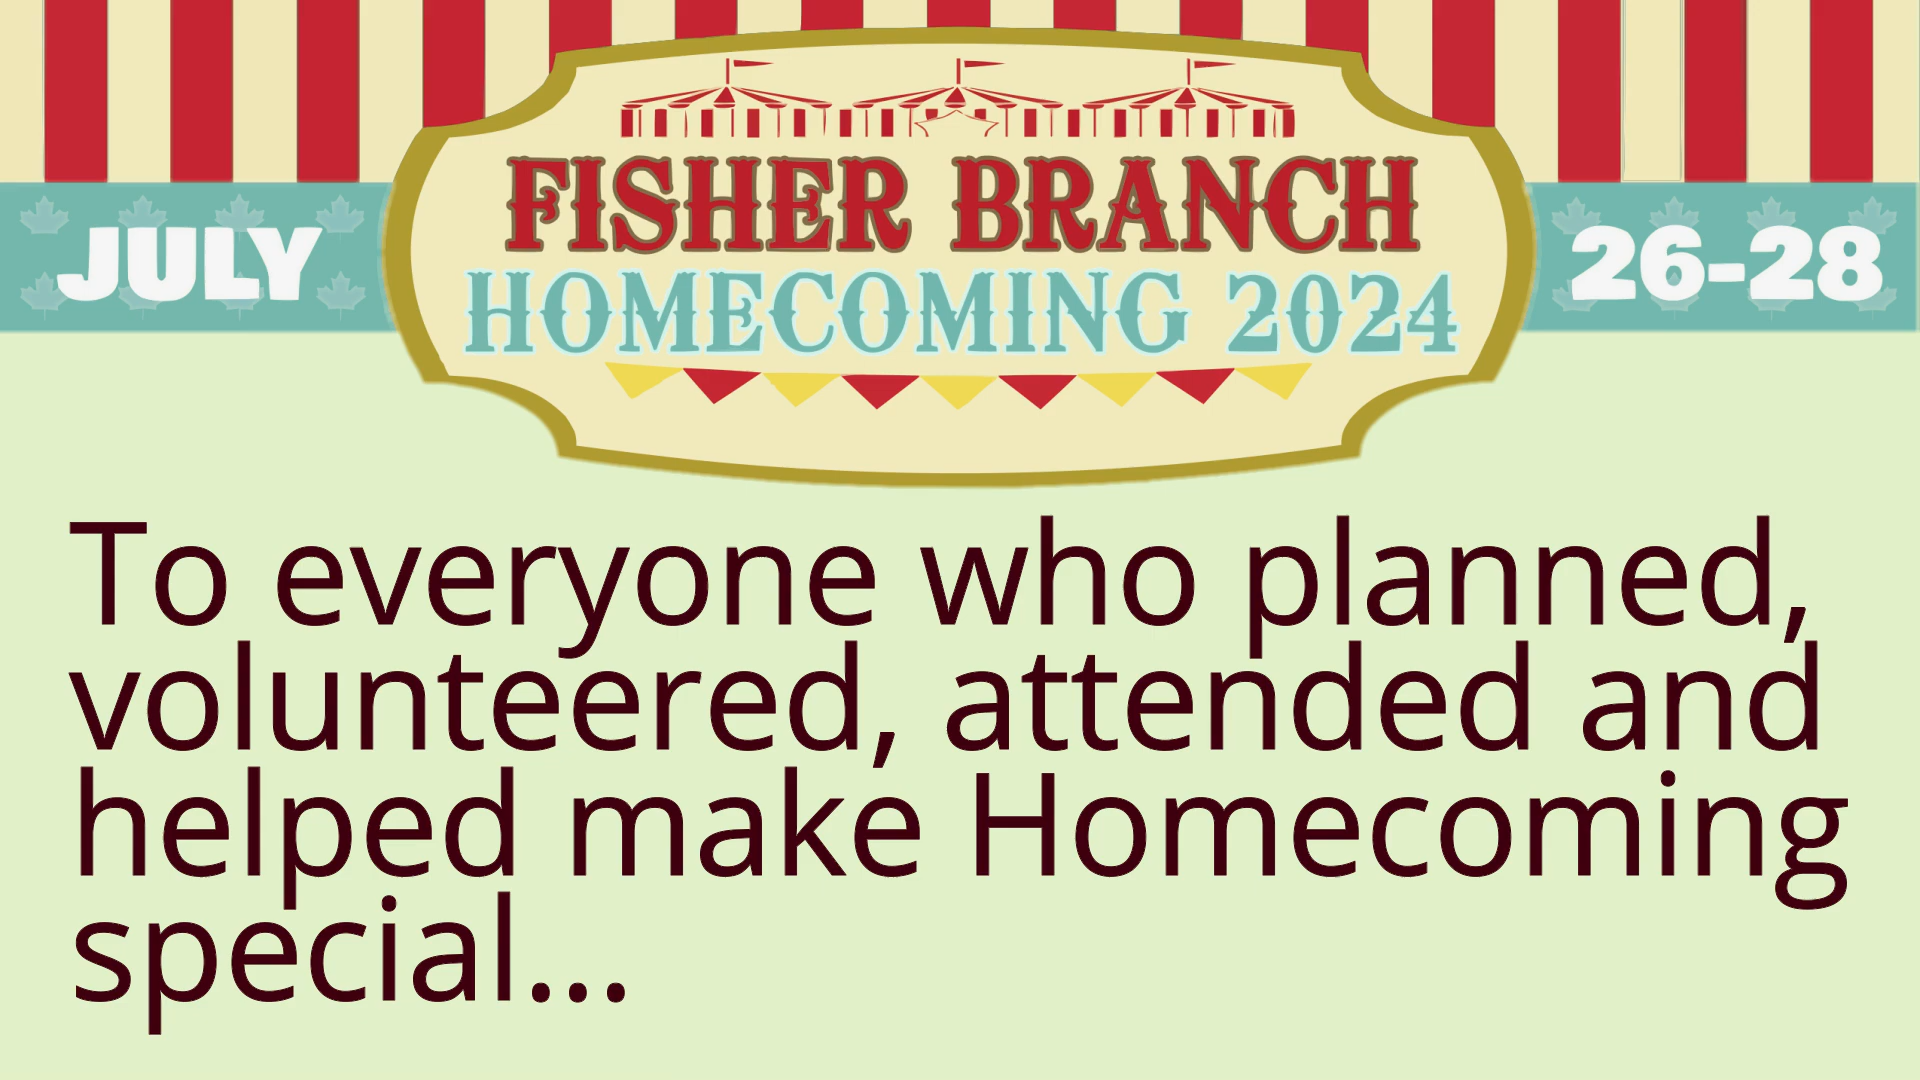 FISHER BRANCH
JULY
HOMECOMING 2024
26-28
To everyone who planned,
volunteered, attended and
helped make Homecoming
special...